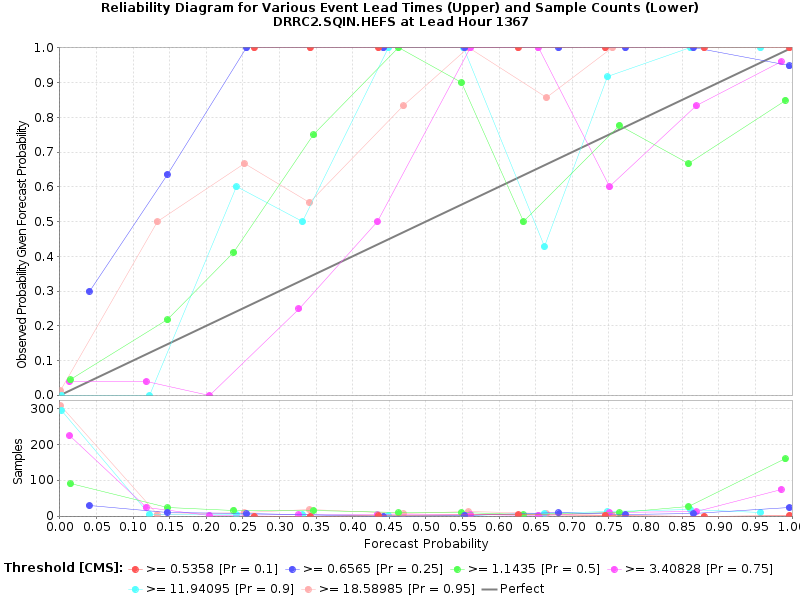 Reliability Diagram for Various Event Lead Times (Upper) and Sample Counts (Lower)
DRRC2.SQIN.HEFS at Lead Hour 1367
Observed Probability Given Forecast Probability
1.0
0.9
0.8
0.7
0.6
0.5
0.4
0.3
0.2
0.1
0.0
Samples
300
200
100
0
0.00 0.05 0.10 0.15 0.20 0.25 0.30 0.35 0.40 0.45 0.50 0.55 0.60 0.65 0.70 0.75 0.80 0.85 0.90 0.95 1.0
Forecast Probability
Threshold [CMS]: >= 0.5358 [Pr = 0.1] >= 0.6565 [Pr = 0.25] >= 1.1435 [Pr = 0.5] >= 3.40828 [Pr = 0.75]
>= 11.94095 [Pr = 0.9] >= 18.58985 [Pr = 0.95] Perfect